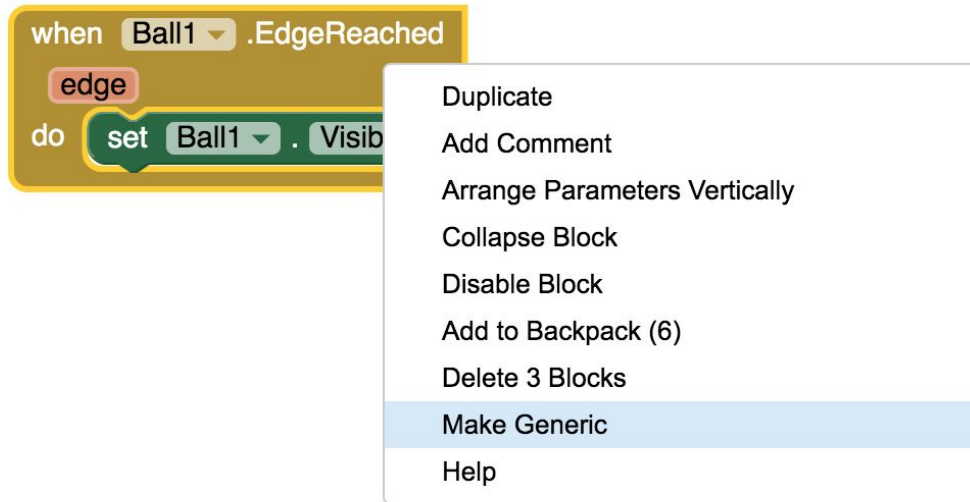 when Ball1 .EdgeReached
edge
do set Ball1 . Visib
Duplicate
Add Comment
Arrange Parameters Vertically
Collapse Block
Disable Block
Add to Backpack (6)
Delete 3 Blocks
Make Generic
Help